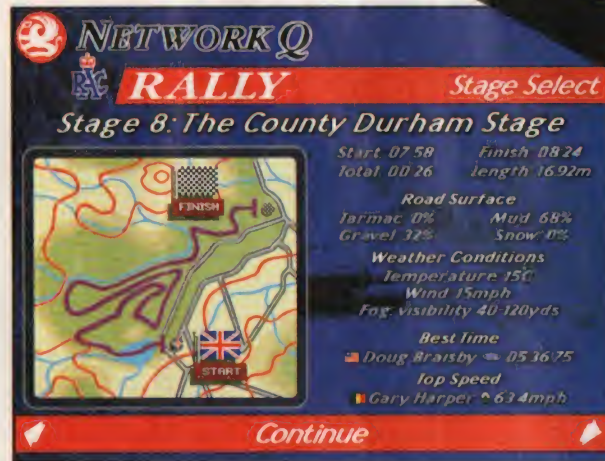 NETWORK Q
RAC RALLY
Stage Select
Stage 8: The County Durham Stage
Start 07 58 Finish 08 24
Total 00 26 Length 16.92m
Road Surface
Tarmac 0% Mud 68%
Gravel 32% Snow 0%
Weather Conditions
Temperature 15C
Wind 15mph
Fog: visibility 40-120yds
Best Time
Doug Braisby 05 36 75
Top Speed
Gary Harper 63.4mph
FINISH
START
Continue